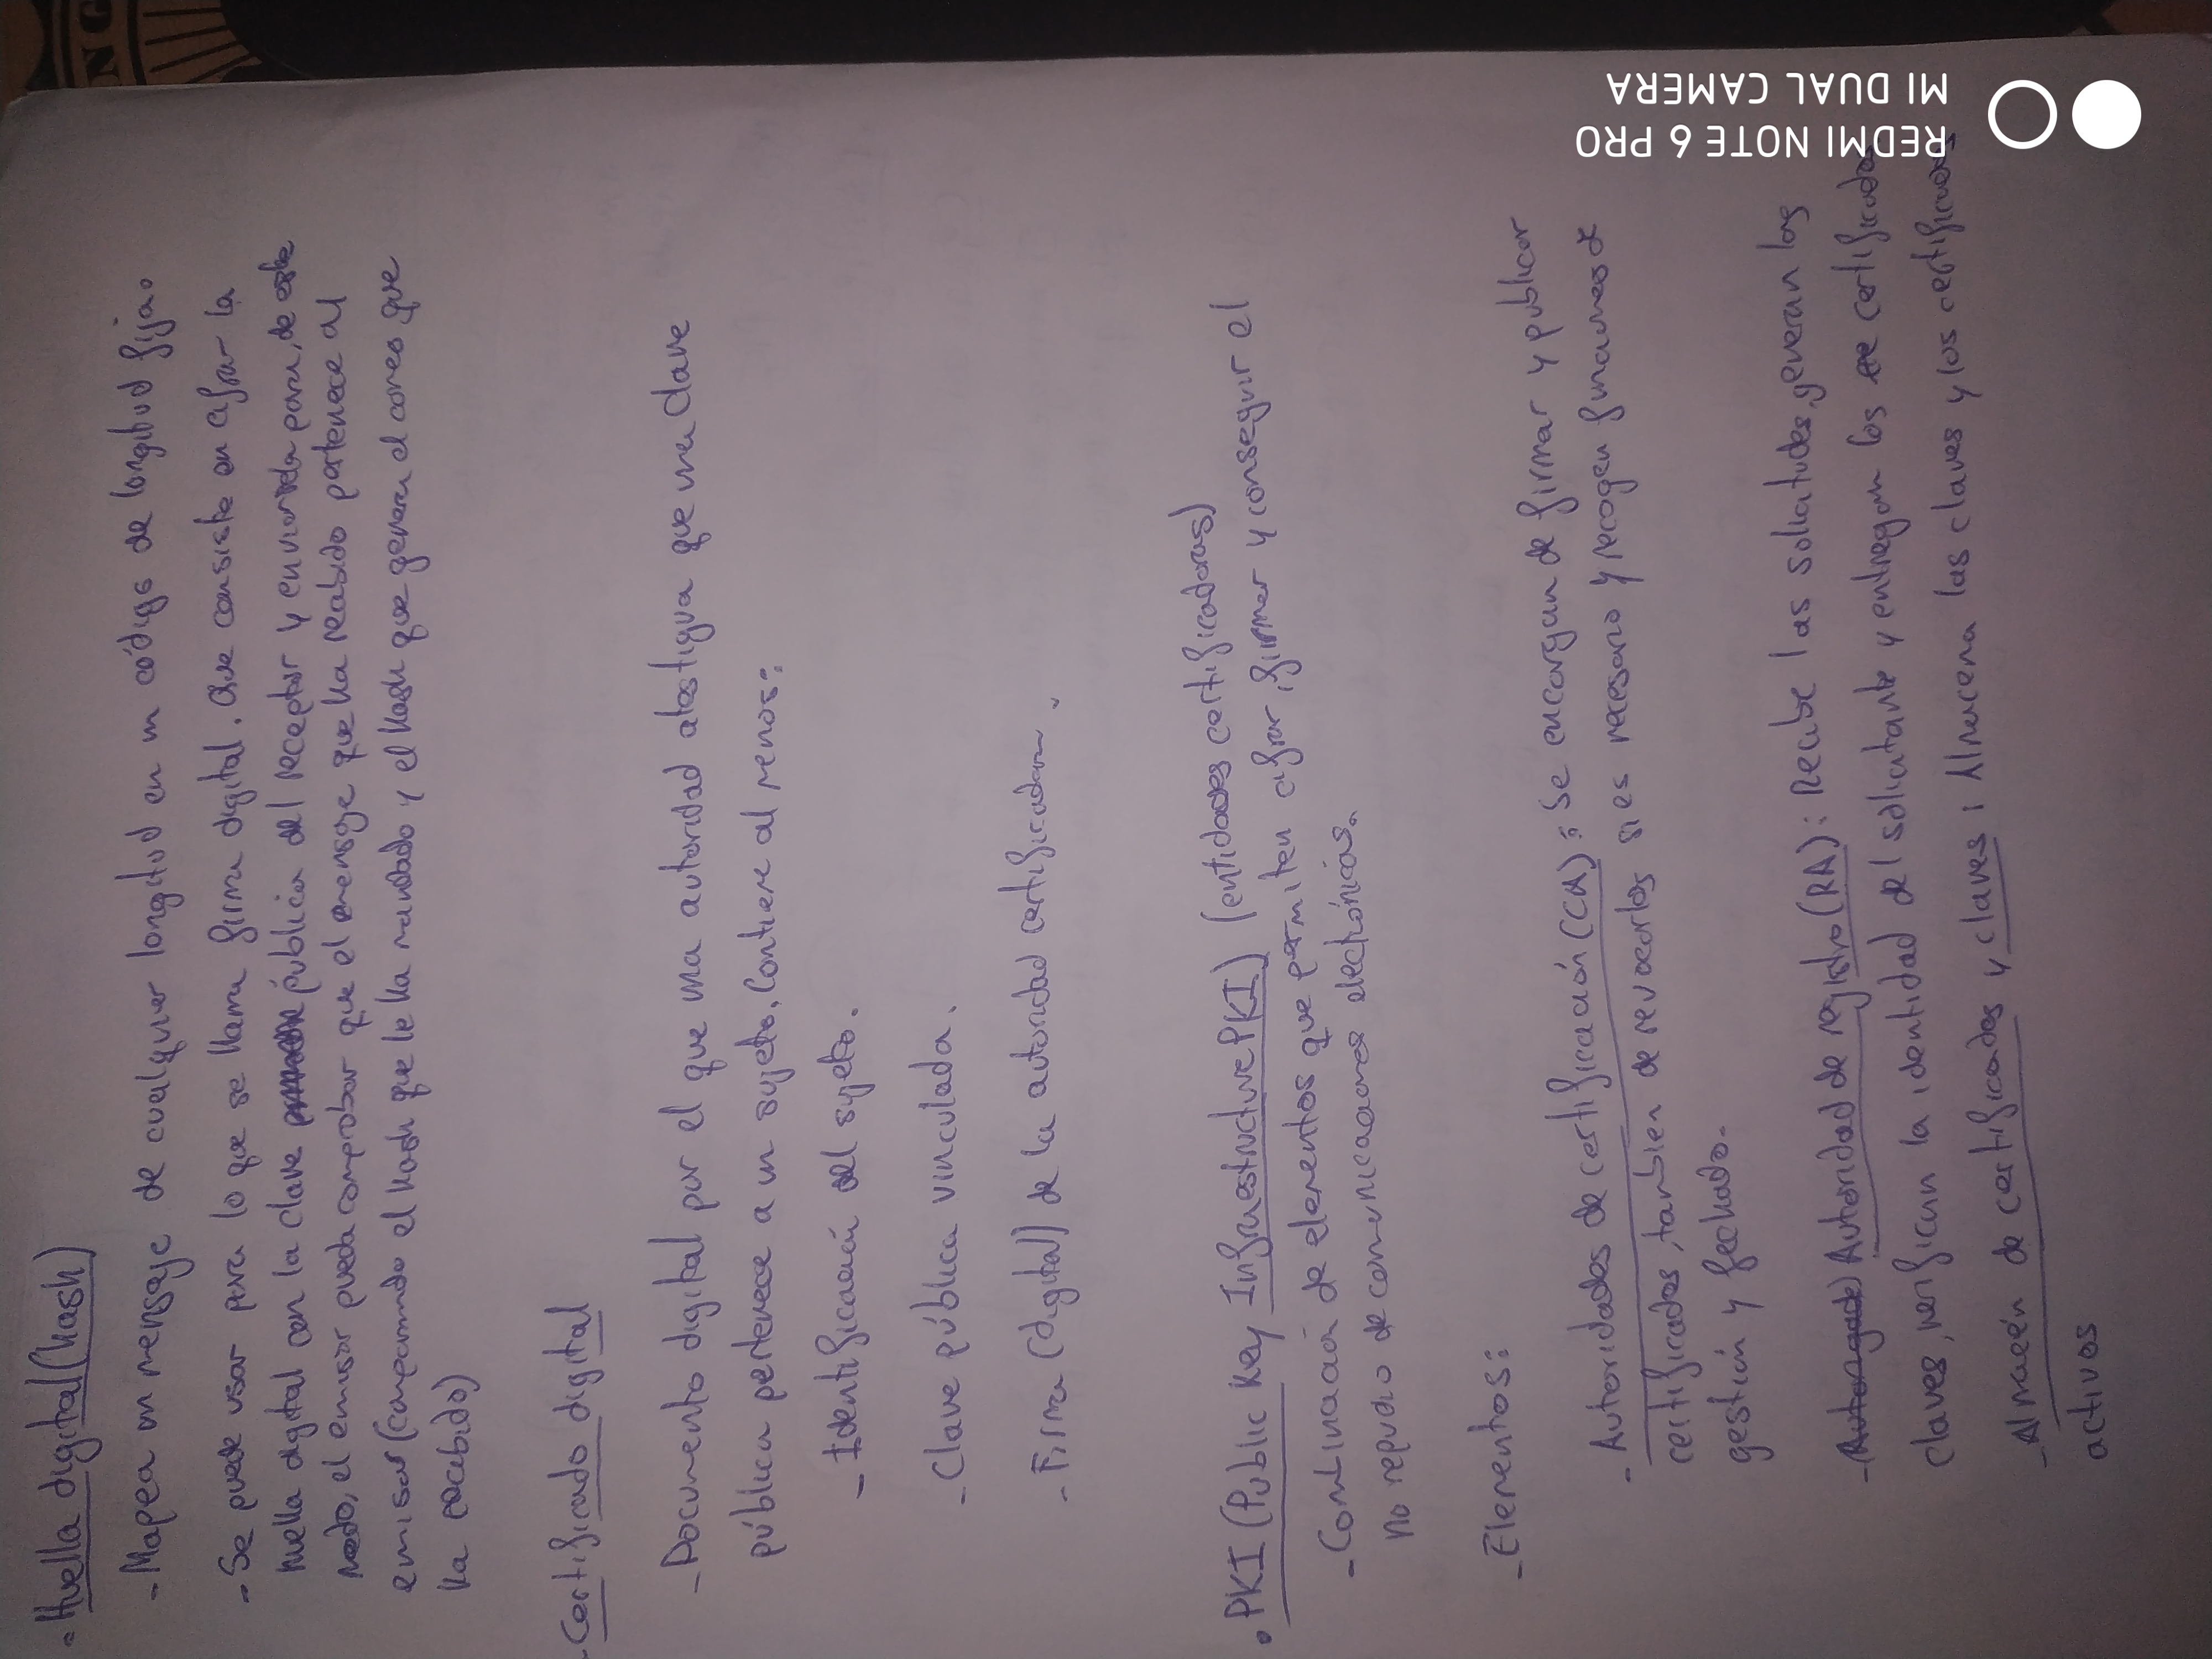 - Huella digital (hash)
- Mapea un mensaje de cualquier longitud en un código de longitud fija.
- Se puede usar para lo que se llama firma digital. Que consiste en cifrar la
huella digital con la clave pública del receptor y enviarla para, de este
modo, el emisor pueda comprobar que el mensaje que ha recibido pertenece al
emisor (comparando el hash que le ha mandado y el hash que genera el correo que
ha recibido)
- Certificado digital
- Documento digital por el que una autoridad atestigua que una clave
pública pertenece a un sujeto. Contiene al menos:
- Identificación del sujeto.
- Clave pública vinculada.
- Firma (digital) de la autoridad certificadora.
• PKI (Public Key Infraestructure PKI) (entidades certificadoras)
- Combinación de elementos que permiten cifrar, firmar y conseguir el
no repudio de comunicaciones electrónicas.
- Elementos:
- Autoridades de certificación (CA): Se encargan de firmar y publicar
certificados, tambien de revocarlos si es necesario y recogen funciones de
gestión y fechado.
- Autoridad de registro (RA): Recibe las solicitudes, generan las
claves, verifican la identidad del solicitante y entregan los certificados
- Almacén de certificados y claves: Almacena las claves y los certificados
activos
REDMI NOTE 6 PRO
MI DUAL CAMERA
NG